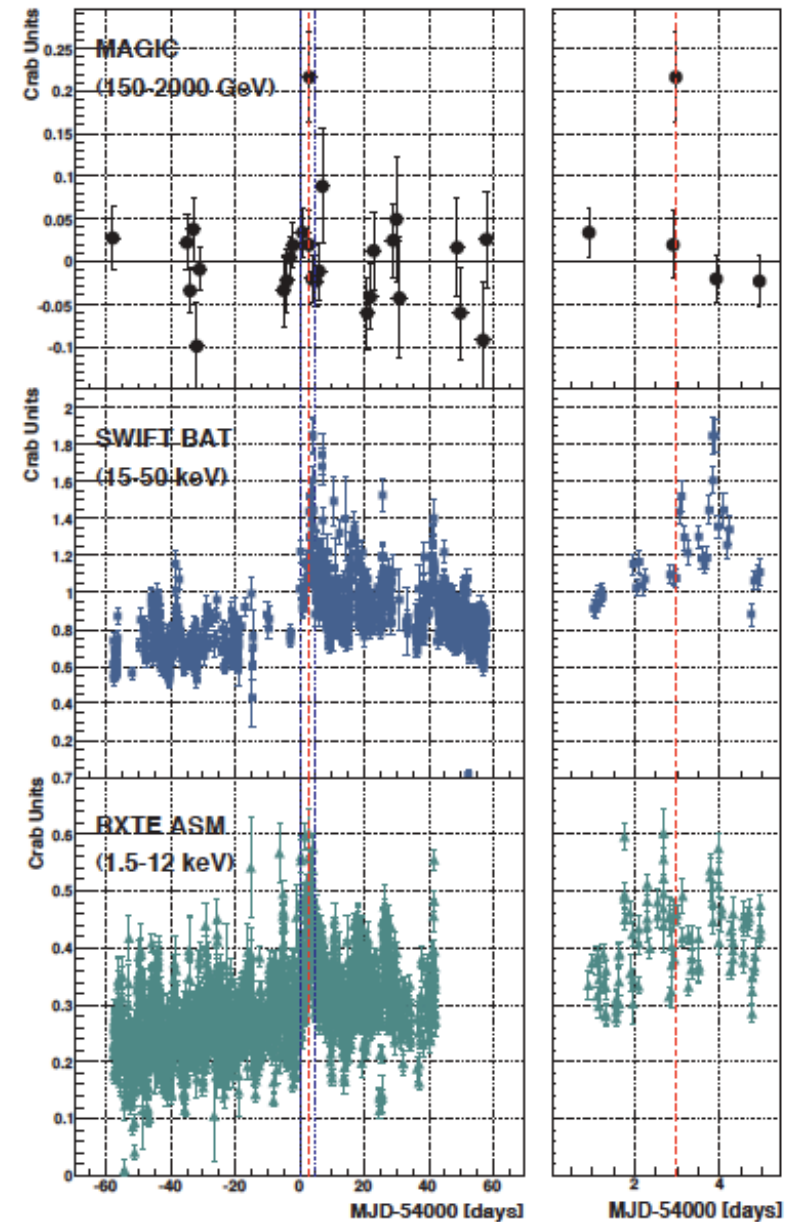 Crab Units
MAGIC
(150-2000 GeV)
0.25
0.2
0.15
0.1
0.05
0
-0.05
-0.1
Crab Units
SWIFT BAT
(15-50 keV)
2
1.8
1.6
1.4
1.2
1
0.8
0.6
0.4
0.2
Crab Units
RXTE ASM
(1.5-12 keV)
0.7
0.6
0.5
0.4
0.3
0.2
0.1
0
-60 -40 -20 0 20 40 60
MJD-54000 [days]
2 4
MJD-54000 [days]